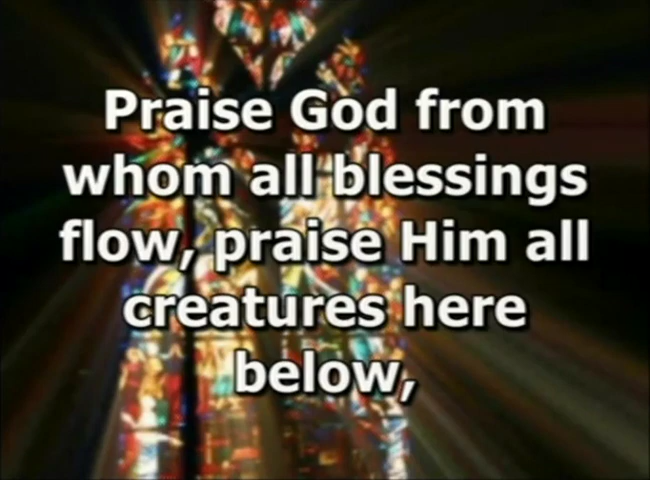 Praise God from
whom all blessings
flow, praise Him all
creatures here
below,